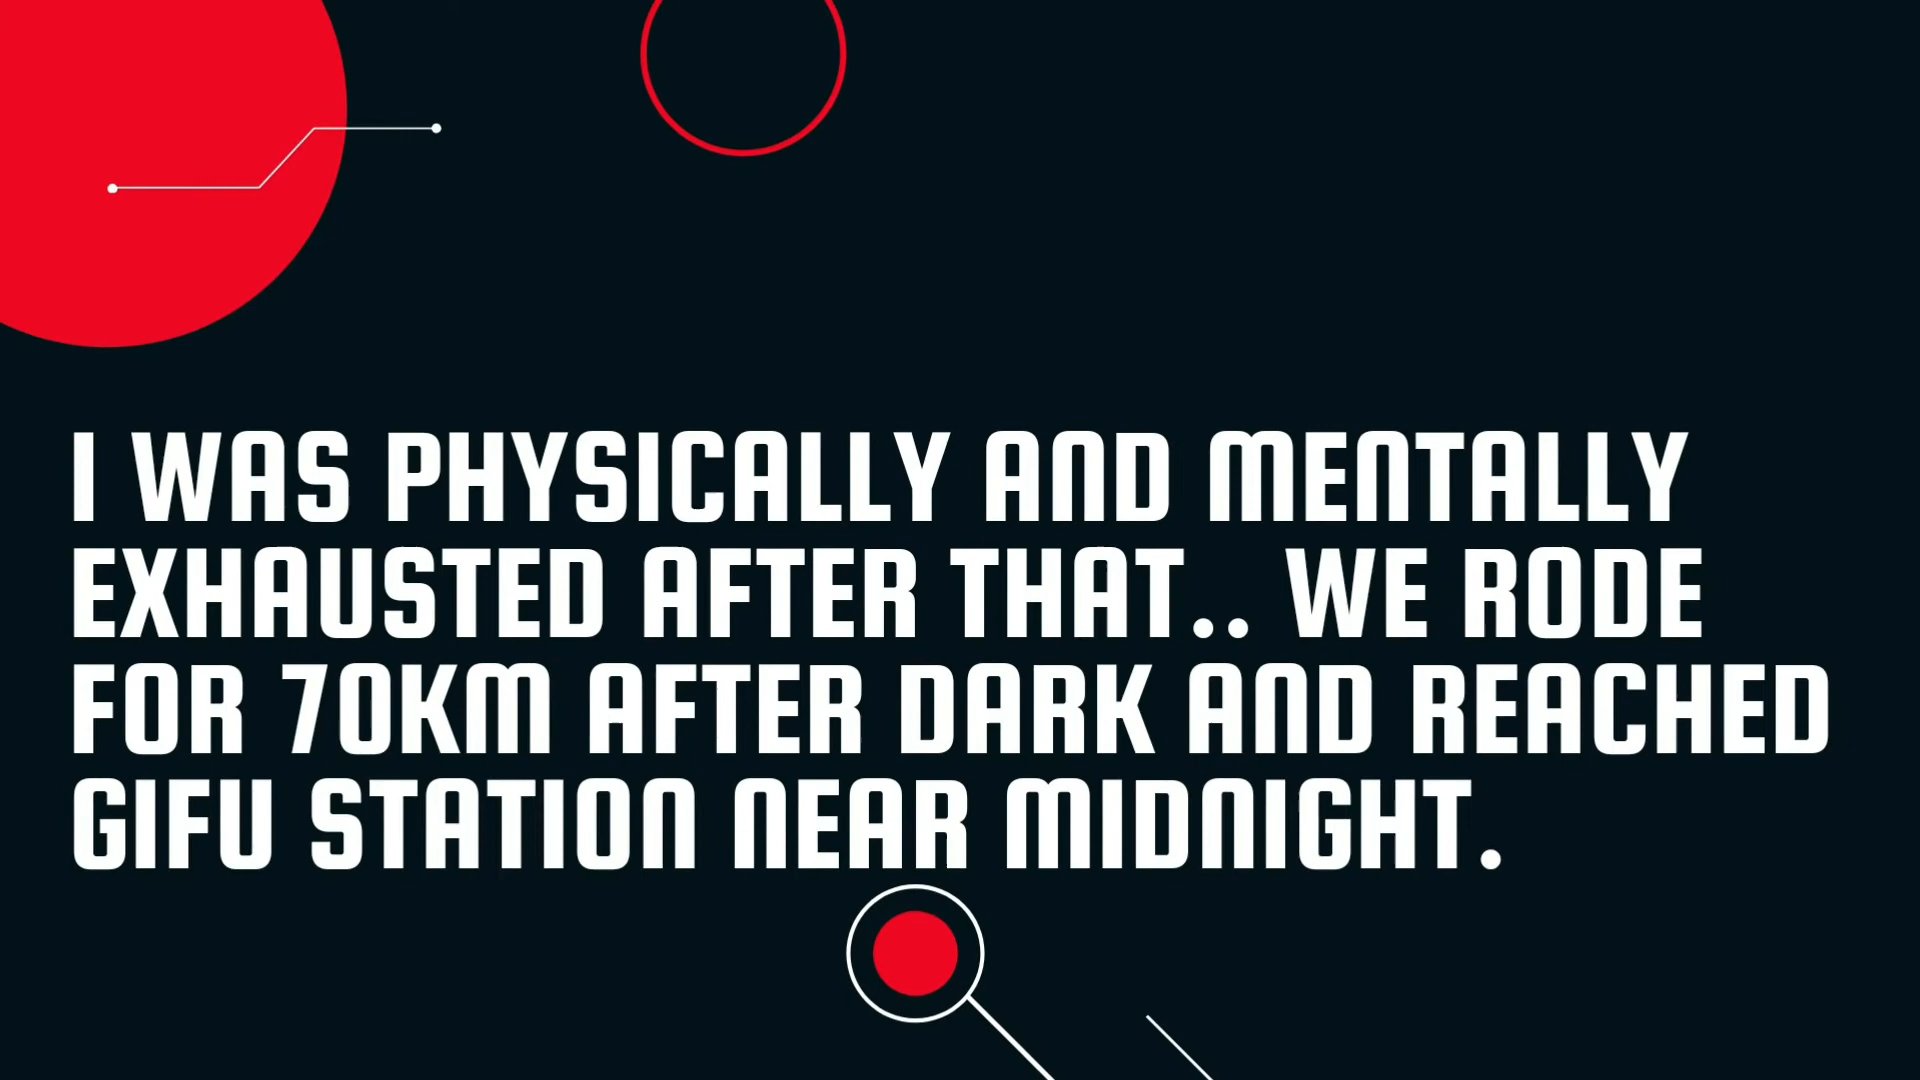 I WAS PHYSICALLY AND MENTALLY
EXHAUSTED AFTER THAT.. WE RODE
FOR 70KM AFTER DARK AND REACHED
GIFU STATION NEAR MIDNIGHT.